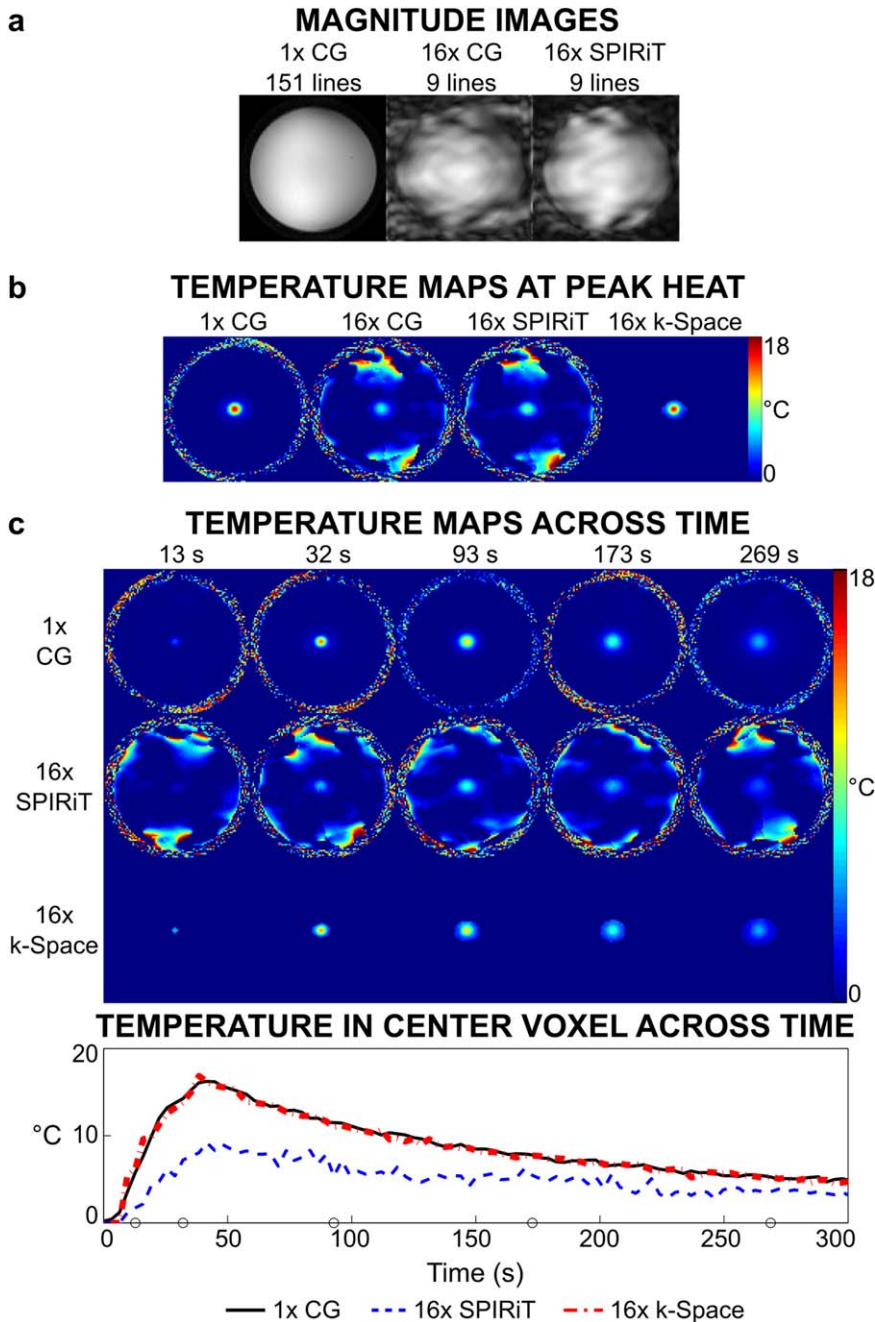 a
MAGNITUDE IMAGES
1x CG 16x CG 16x SPIRiT
151 lines 9 lines 9 lines
b
TEMPERATURE MAPS AT PEAK HEAT
1x CG 16x CG 16x SPIRiT 16x k-Space
18
°C
0
c
TEMPERATURE MAPS ACROSS TIME
13 s 32 s 93 s 173 s 269 s
18
1x
CG
16x
SPIRiT
°C
16x
k-Space
0
TEMPERATURE IN CENTER VOXEL ACROSS TIME
20
°C
10
0
50 100 150 200 250 300
Time (s)
1x CG 16x SPIRiT 16x k-Space